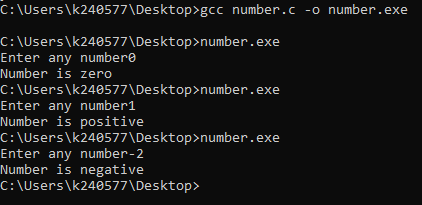 C:\Users\k240577\Desktop>gcc number.c -o number.exe
C:\Users\k240577\Desktop>number.exe
Enter any number0
Number is zero
C:\Users\k240577\Desktop>number.exe
Enter any number1
Number is positive
C:\Users\k240577\Desktop>number.exe
Enter any number-2
Number is negative
C:\Users\k240577\Desktop>